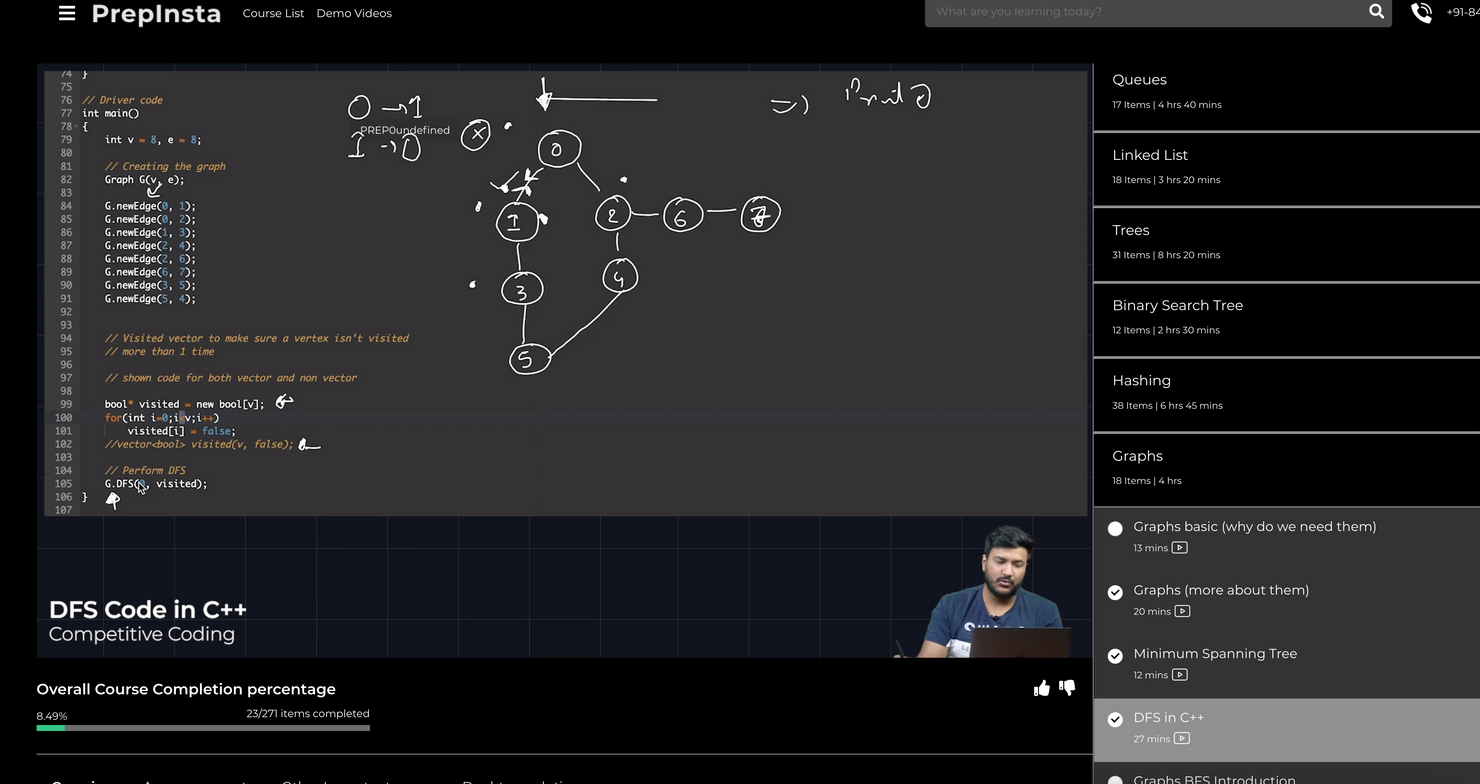 PrepInsta
Course List Demo Videos
What are you learning today?
+91-84
74 }
75
76 // Driver code
77 int main()
78 {
79 int v = 8, e = 8;
80
81 // Creating the graph
82 Graph G(v, e);
83
84 G.newEdge(0, 1);
85 G.newEdge(0, 2);
86 G.newEdge(1, 3);
87 G.newEdge(2, 4);
88 G.newEdge(2, 6);
89 G.newEdge(6, 7);
90 G.newEdge(3, 5);
91 G.newEdge(5, 4);
92
93
94 // Visited vector to make sure a vertex isn't visited
95 // more than 1 time
96
97 // shown code for both vector and non vector
98
99 bool* visited = new bool[v];
100 for(int i=0;i<v;i++)
101 visited[i] = false;
102 //vector<bool> visited(v, false);
103
104 // Perform DFS
105 G.DFS(0, visited);
106 }
107
0 → 1
PREP0undefined
1 → 0
X
0
1
2
6
3
4
5
=>) Print 0
DFS Code in C++
Competitive Coding
Overall Course Completion percentage
8.49%
23/271 items completed
Queues
17 Items | 4 hr 40 mins
Linked List
18 Items | 3 hr 20 mins
Trees
31 Items | 8 hr 20 mins
Binary Search Tree
12 Items | 2 hr 30 mins
Hashing
38 Items | 6 hrs 45 mins
Graphs
18 Items | 4 hrs
Graphs basic (why do we need them)
13 mins
Graphs (more about them)
20 mins
Minimum Spanning Tree
12 mins
DFS in C++
27 mins
Graphs BFS Introduction